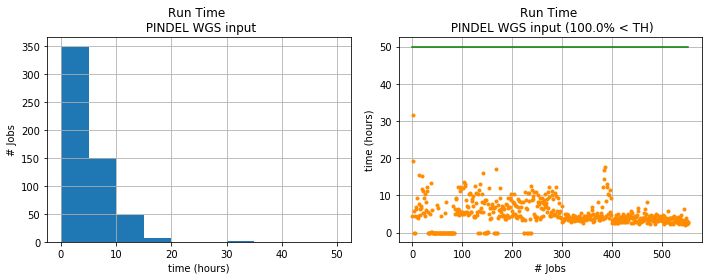 Run Time
PINDEL WGS input
# Jobs
350
300
250
200
150
100
50
0
0 10 20 30 40 50
time (hours)
Run Time
PINDEL WGS input (100.0% < TH)
time (hours)
50
40
30
20
10
0
0 100 200 300 400 500
# Jobs